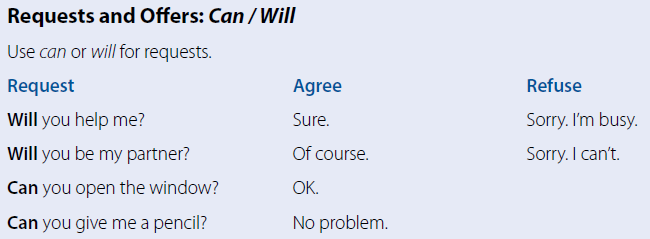 Requests and Offers: Can / Will
Use can or will for requests.
Request Agree Refuse
Will you help me? Sure. Sorry. I'm busy.
Will you be my partner? Of course. Sorry. I can't.
Can you open the window? OK.
Can you give me a pencil? No problem.